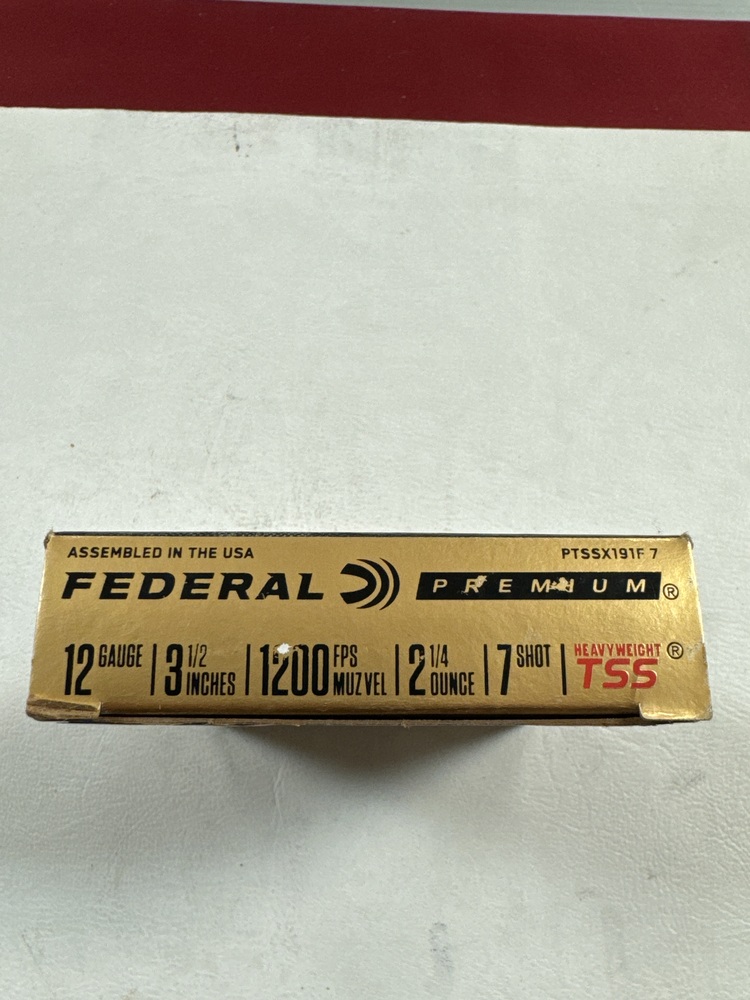 ASSEMBLED IN THE USA PTSSX191F 7
FEDERAL PREMIUM®
12 GAUGE | 3 1/2 INCHES | 1200 FPS MUZ VEL | 2 1/4 OUNCE | 7 SHOT | HEAVYWEIGHT® TSS